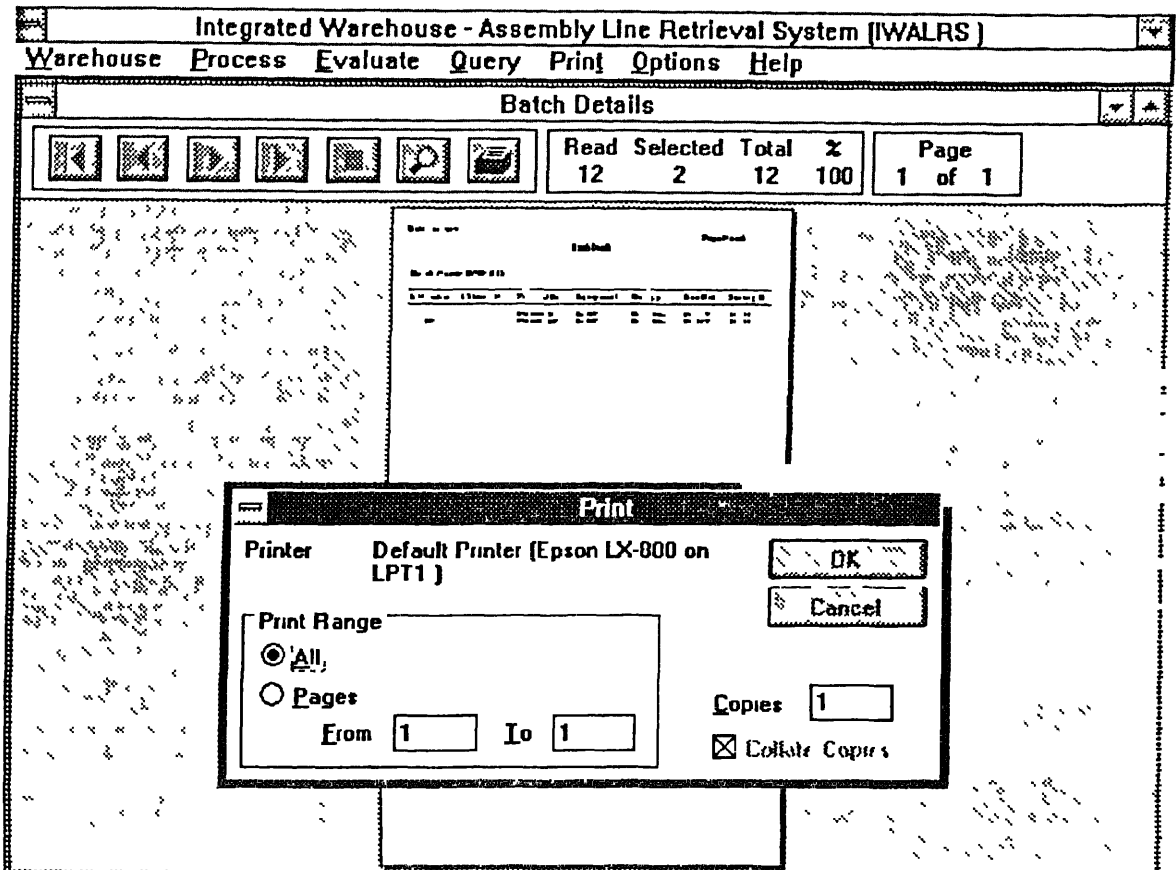 Integrated Warehouse - Assembly Line Retrieval System (IWALRS )
Warehouse Process Evaluate Query Print Options Help
Batch Details
Read Selected Total % Page
12 2 12 100 1 of 1
Print
Printer Default Printer (Epson LX-800 on
LPT1 )
OK
Cancel
Print Range
All
Pages
From 1 To 1
Copies 1
Collate Copies